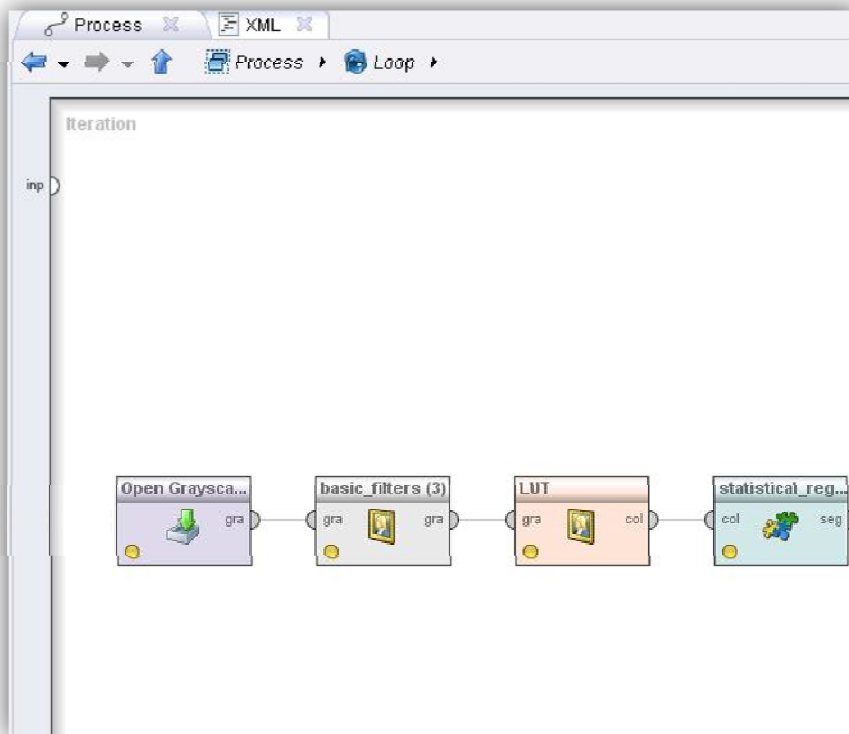 Process XML
Process Loop
Iteration
inp
Open Graysca... basic_filters (3) LUT statistical_reg...
gra gra gra gra col col seg